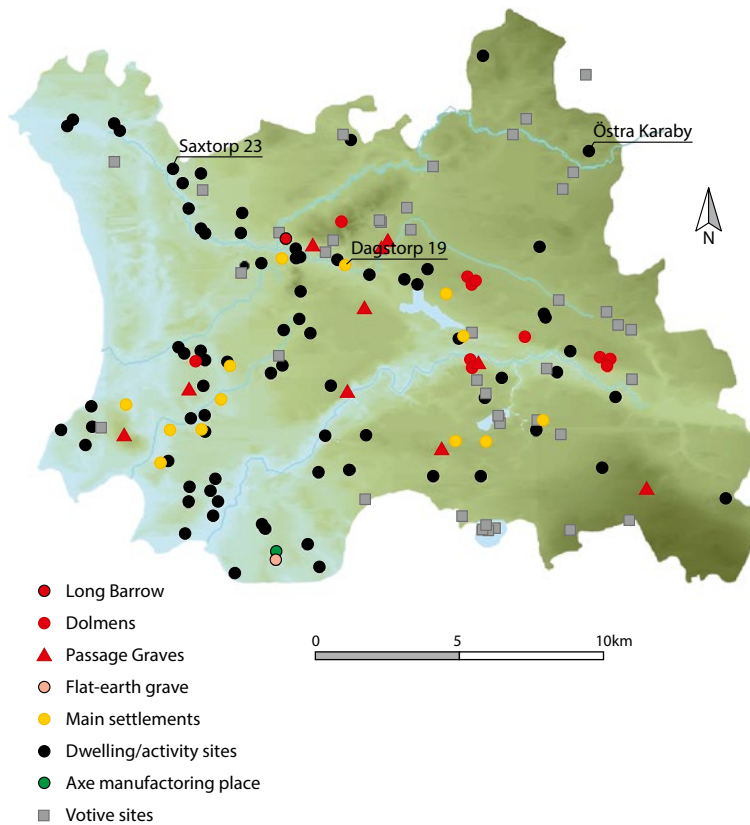 Östra Karaby
Saxtorp 23
N
Dagstorp 19
Long Barrow
Dolmens
0 5 10km
Passage Graves
Flat-earth grave
Main settlements
Dwelling/activity sites
Axe manufactoring place
Votive sites